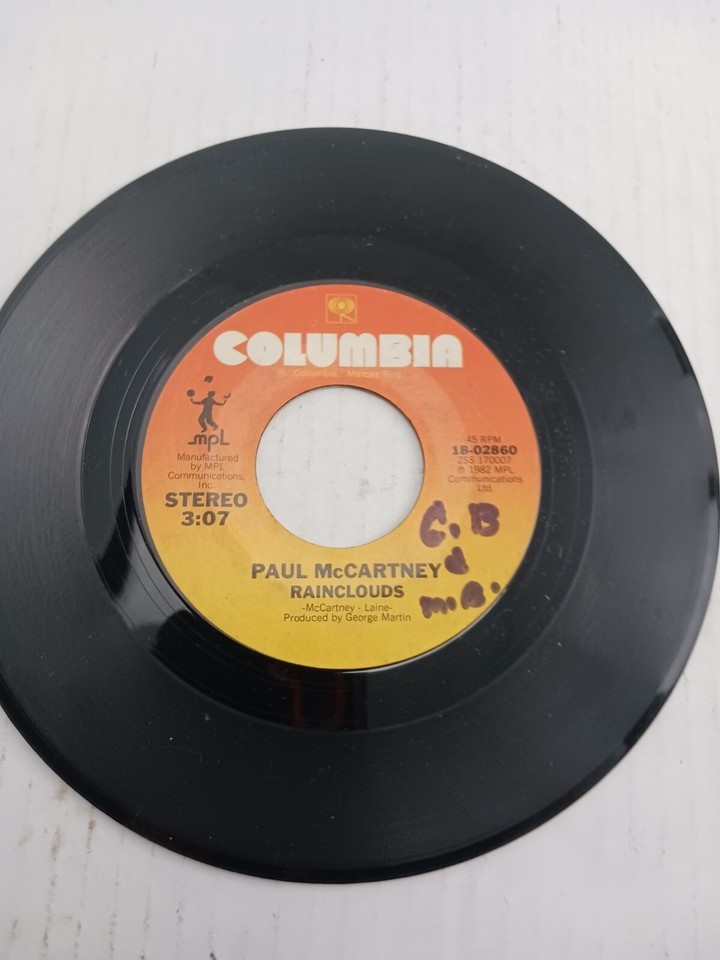 COLUMBIA
"Columbia" Marcas Reg.
mpL
Manufactured
by MPL
Communications,
Inc.
STEREO
3:07
45 RPM
18-02860
ZSS 170007
℗ 1982 MPL
Communications
Ltd.
C.B
&
m.B.
PAUL McCARTNEY
RAINCLOUDS
-McCartney - Laine-
Produced by George Martin